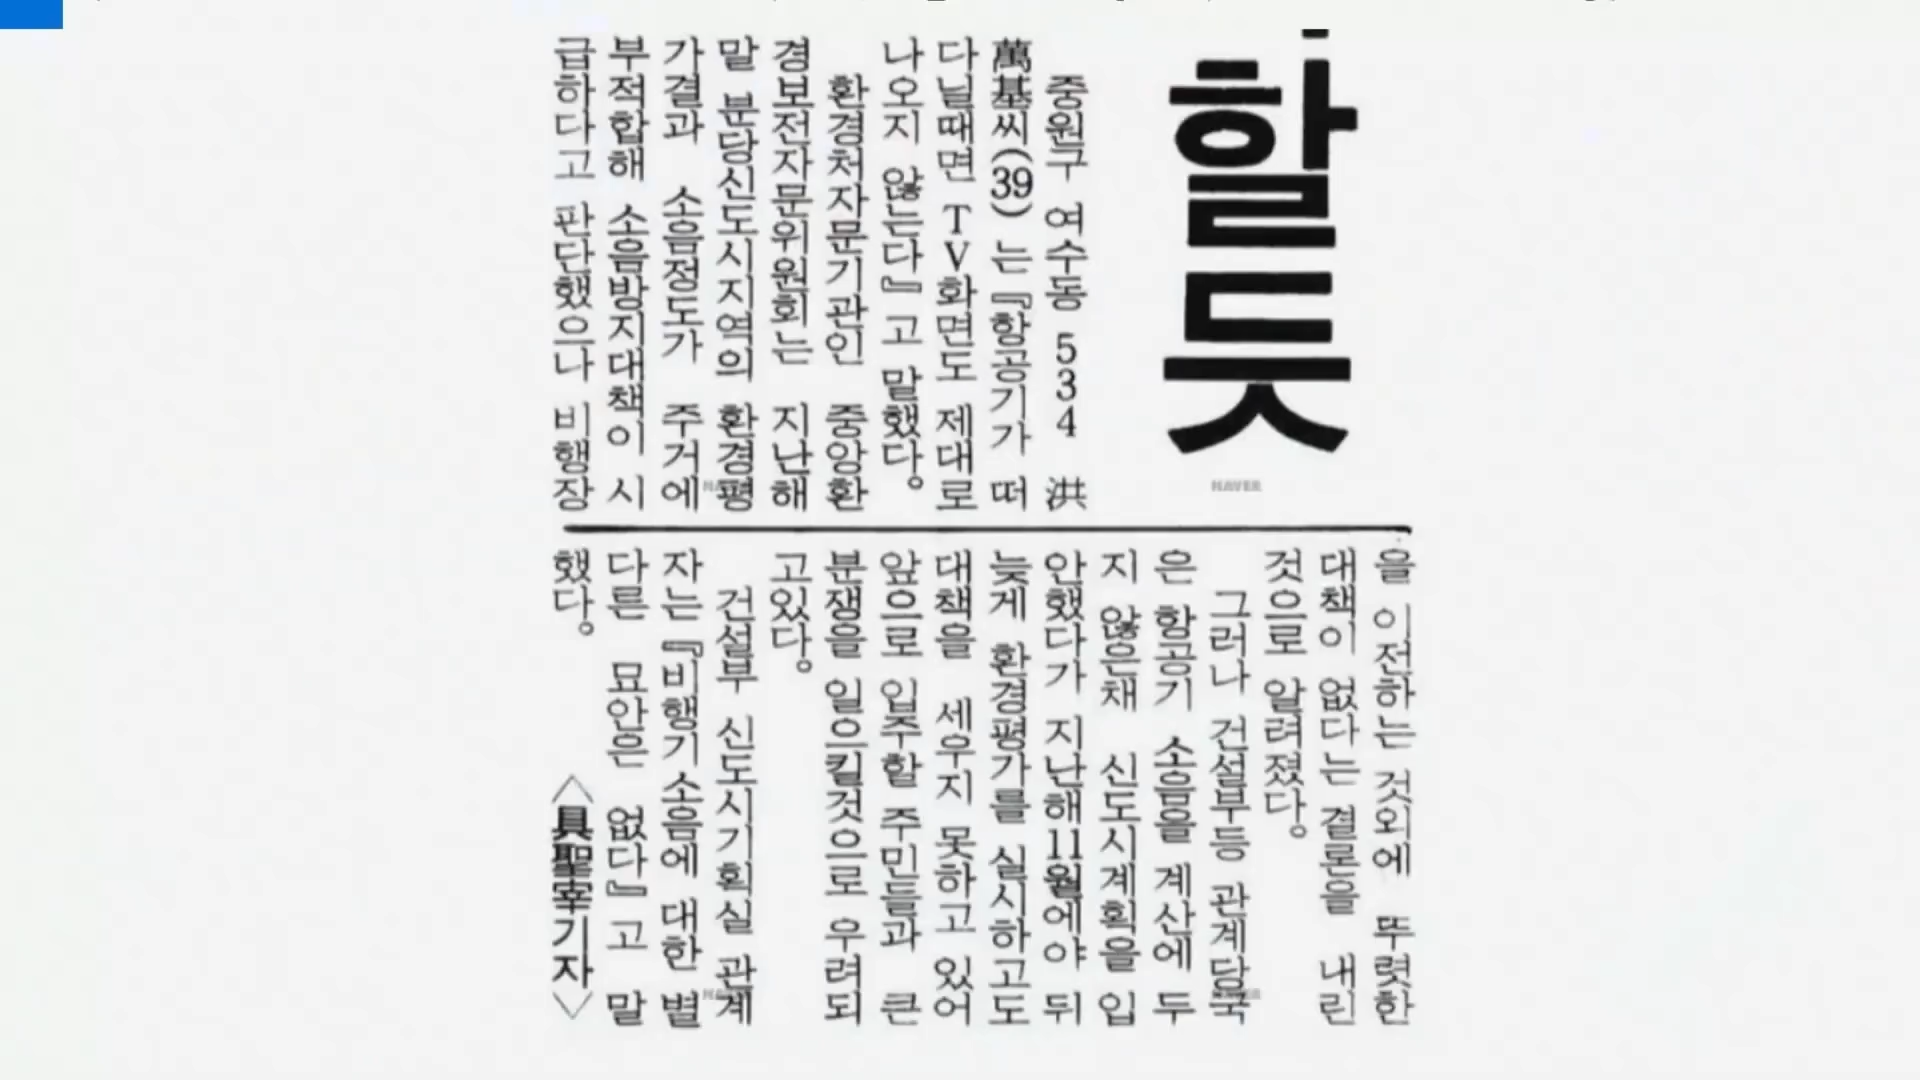 할듯
중원구 여수동 534 洪
萬基씨(39)는 『항공기가 떠
다닐때면 TV화면도 제대로
나오지 않는다』고 말했다.
환경처자문기관인 중앙환
경보전자문위원회는 지난해
말 분당신도시지역의 환경평
가결과 소음정도가 주거에
부적합해 소음방지대책이 시
급하다고 판단했으나 비행장
을 이전하는 것외에 뚜렷한
대책이 없다는 결론을 내린
것으로 알려졌다.
그러나 건설부등 관계당국
은 항공기 소음을 계산에 두
지 않은채 신도시계획을 입
안했다가 지난해11월에야 뒤
늦게 환경평가를 실시하고도
대책을 세우지 못하고 있어
앞으로 입주할 주민들과 큰
분쟁을 일으킬것으로 우려되
고있다.
건설부 신도시기획실 관계
자는 『비행기소음에 대한 별
다른 묘안은 없다』고 말
했다. <具聖宰기자>
NAVER
NAVER